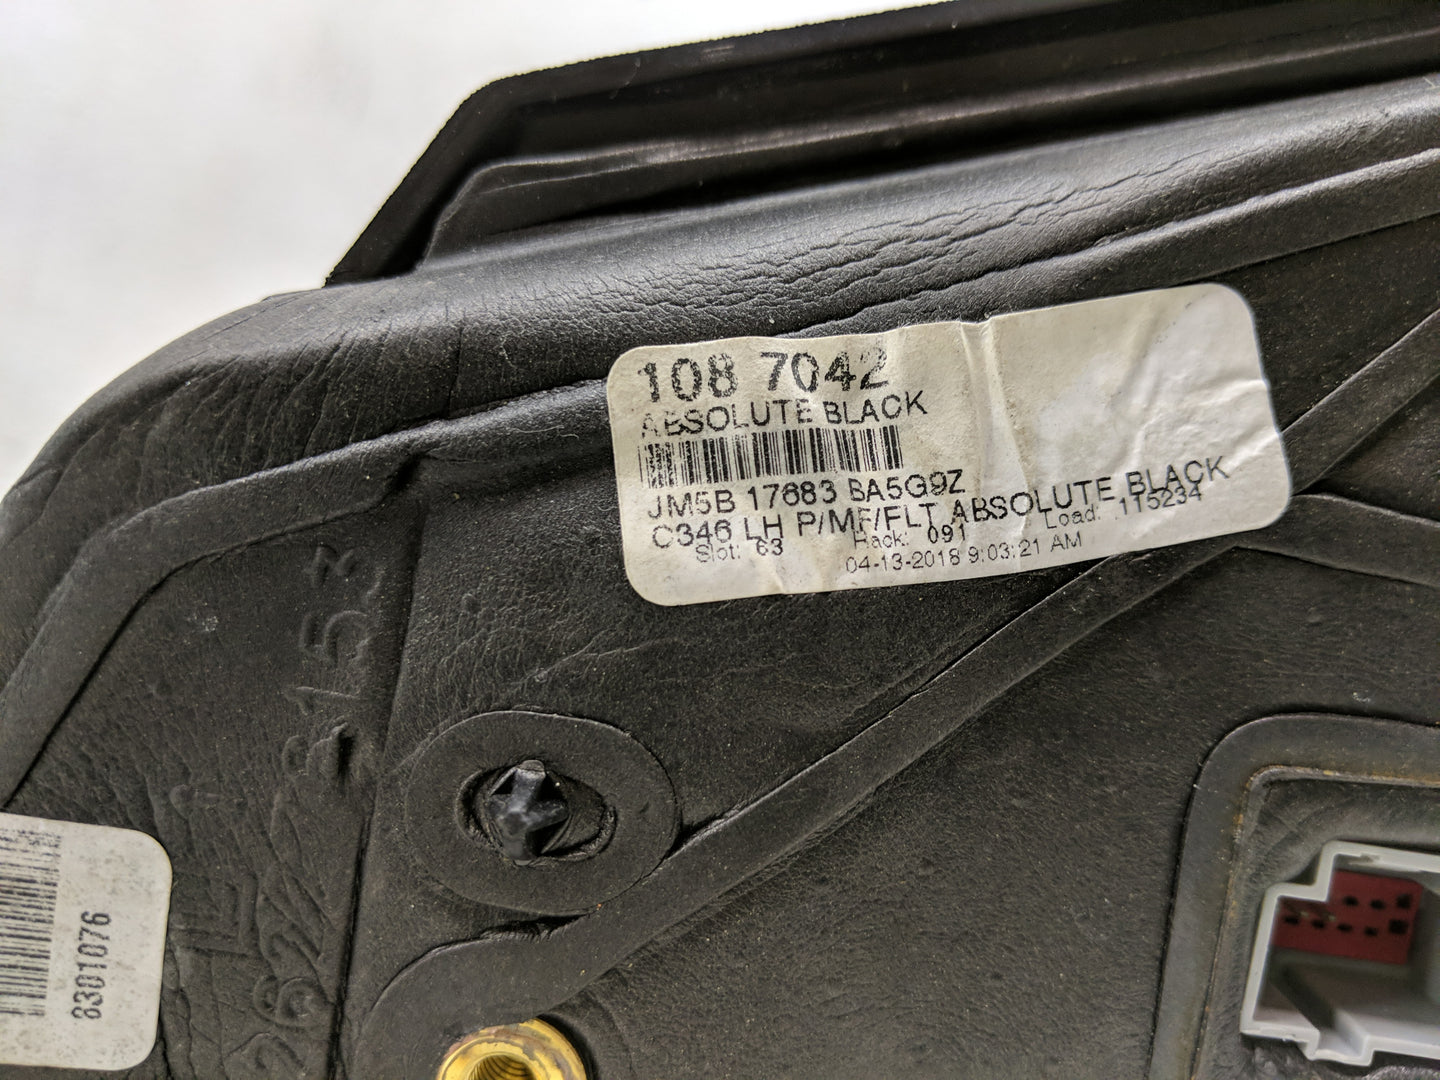 108 7042
ABSOLUTE BLACK
JM5B 17683 BA5G9Z
C346 LH P/MF/FLT ABSOLUTE BLACK
Slot: 63 Rack: 091 Load: 115234
04-13-2018 9:03:21 AM
8301076